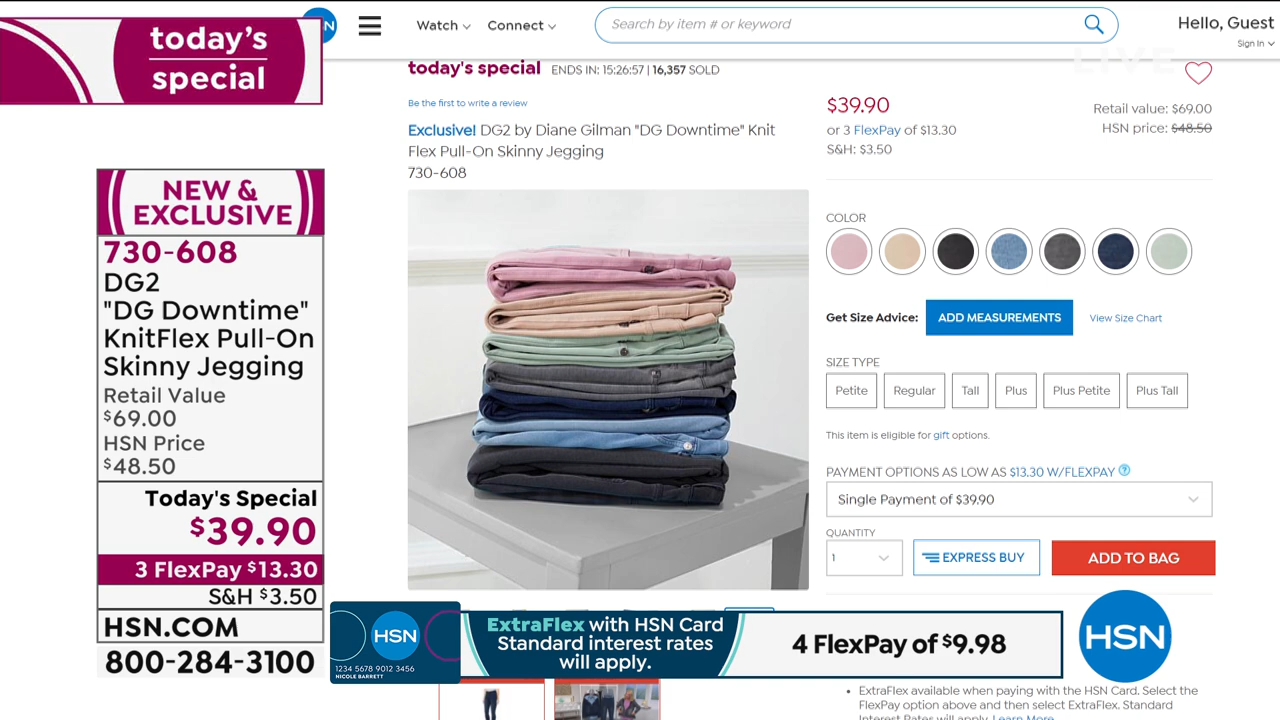 today's
special
NEW &
EXCLUSIVE
730-608
DG2
"DG Downtime"
KnitFlex Pull-On
Skinny Jegging
Retail Value
$69.00
HSN Price
$48.50
Today's Special
$39.90
3 FlexPay $13.30
S&H $3.50
HSN.COM
800-284-3100
Watch
Connect
Search by item # or keyword
Hello, Guest
Sign In
LIVE
today's special ENDS IN: 15:26:57 | 16,357 SOLD
Be the first to write a review
Exclusive! DG2 by Diane Gilman "DG Downtime" Knit
Flex Pull-On Skinny Jegging
730-608
$39.90
or 3 FlexPay of $13.30
S&H: $3.50
Retail value: $69.00
HSN price: $48.50
COLOR
Get Size Advice: ADD MEASUREMENTS View Size Chart
SIZE TYPE
Petite Regular Tall Plus Plus Petite Plus Tall
This item is eligible for gift options.
PAYMENT OPTIONS AS LOW AS $13.30 W/FLEXPAY ?
Single Payment of $39.90
QUANTITY
1
EXPRESS BUY
ADD TO BAG
HSN
1234 5678 9012 3456
NICOLE BARRETT
ExtraFlex with HSN Card
Standard interest rates
will apply.
4 FlexPay of $9.98
HSN
ExtraFlex available when paying with the HSN Card. Select the
FlexPay option above and then select ExtraFlex. Standard
Interest Rates will apply. Learn More